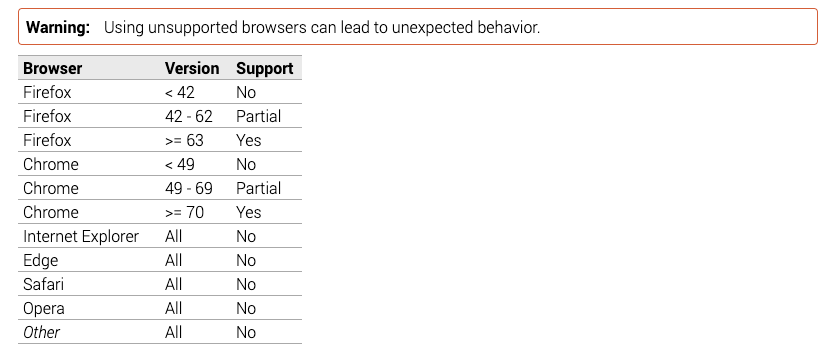 Warning: Using unsupported browsers can lead to unexpected behavior.
Browser Version Support
Firefox < 42 No
Firefox 42 - 62 Partial
Firefox >= 63 Yes
Chrome < 49 No
Chrome 49 - 69 Partial
Chrome >= 70 Yes
Internet Explorer All No
Edge All No
Safari All No
Opera All No
Other All No